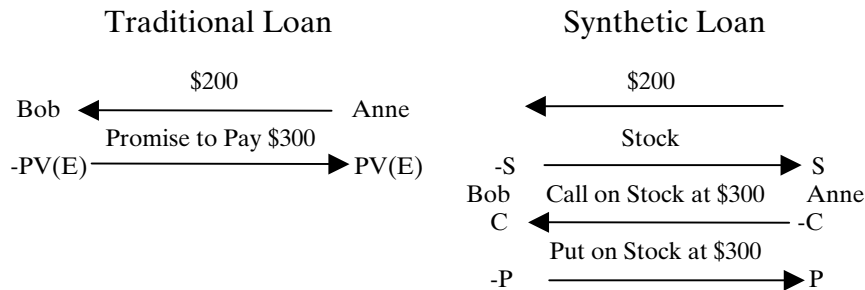 Traditional Loan
$200
Bob Anne
Promise to Pay $300
-PV(E) PV(E)
Synthetic Loan
$200
Stock
-S S
Bob Call on Stock at $300 Anne
C -C
Put on Stock at $300
-P P